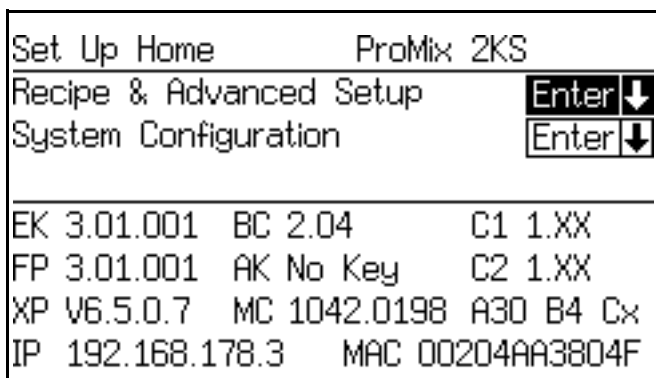 Set Up Home ProMix 2KS
Recipe & Advanced Setup Enter
System Configuration Enter
EK 3.01.001 BC 2.04 C1 1.XX
FP 3.01.001 AK No Key C2 1.XX
XP V6.5.0.7 MC 1042.0198 A30 B4 Cx
IP 192.168.178.3 MAC 00204AA3804F